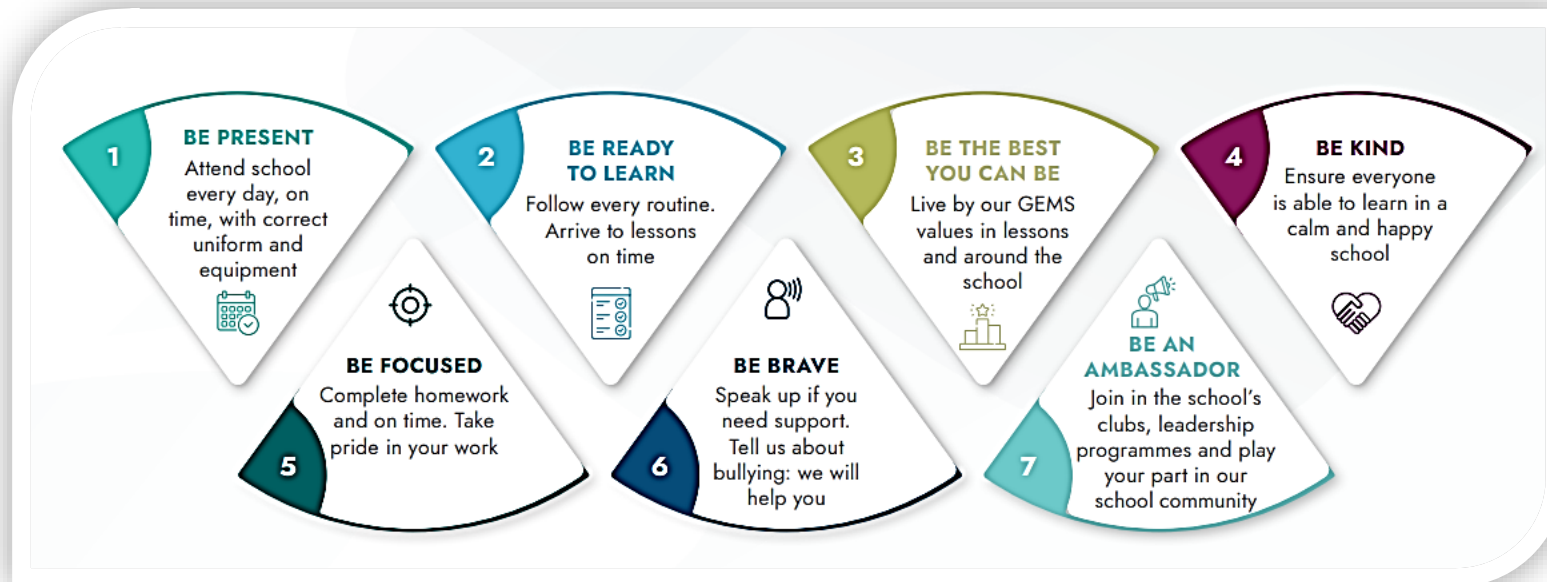 1
BE PRESENT
Attend school
every day, on
time, with correct
uniform and
equipment
2
BE READY
TO LEARN
Follow every routine.
Arrive to lessons
on time
3
BE THE BEST
YOU CAN BE
Live by our GEMS
values in lessons
and around the
school
4
BE KIND
Ensure everyone
is able to learn in a
calm and happy
school
5
BE FOCUSED
Complete homework
and on time. Take
pride in your work
6
BE BRAVE
Speak up if you
need support.
Tell us about
bullying: we will
help you
7
BE AN
AMBASSADOR
Join in the school's
clubs, leadership
programmes and play
your part in our
school community